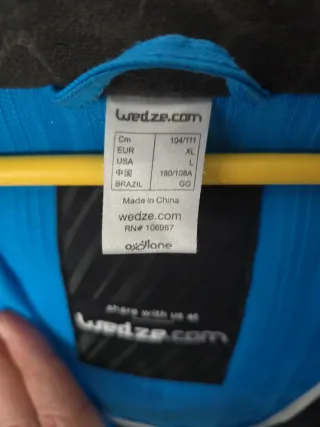 wedze.com
Cm 104/111
EUR XL
USA L
中国 180/108A
BRAZIL GG
Made in China
wedze.com
RN# 106987
oxylane
share with us at
wedze.com